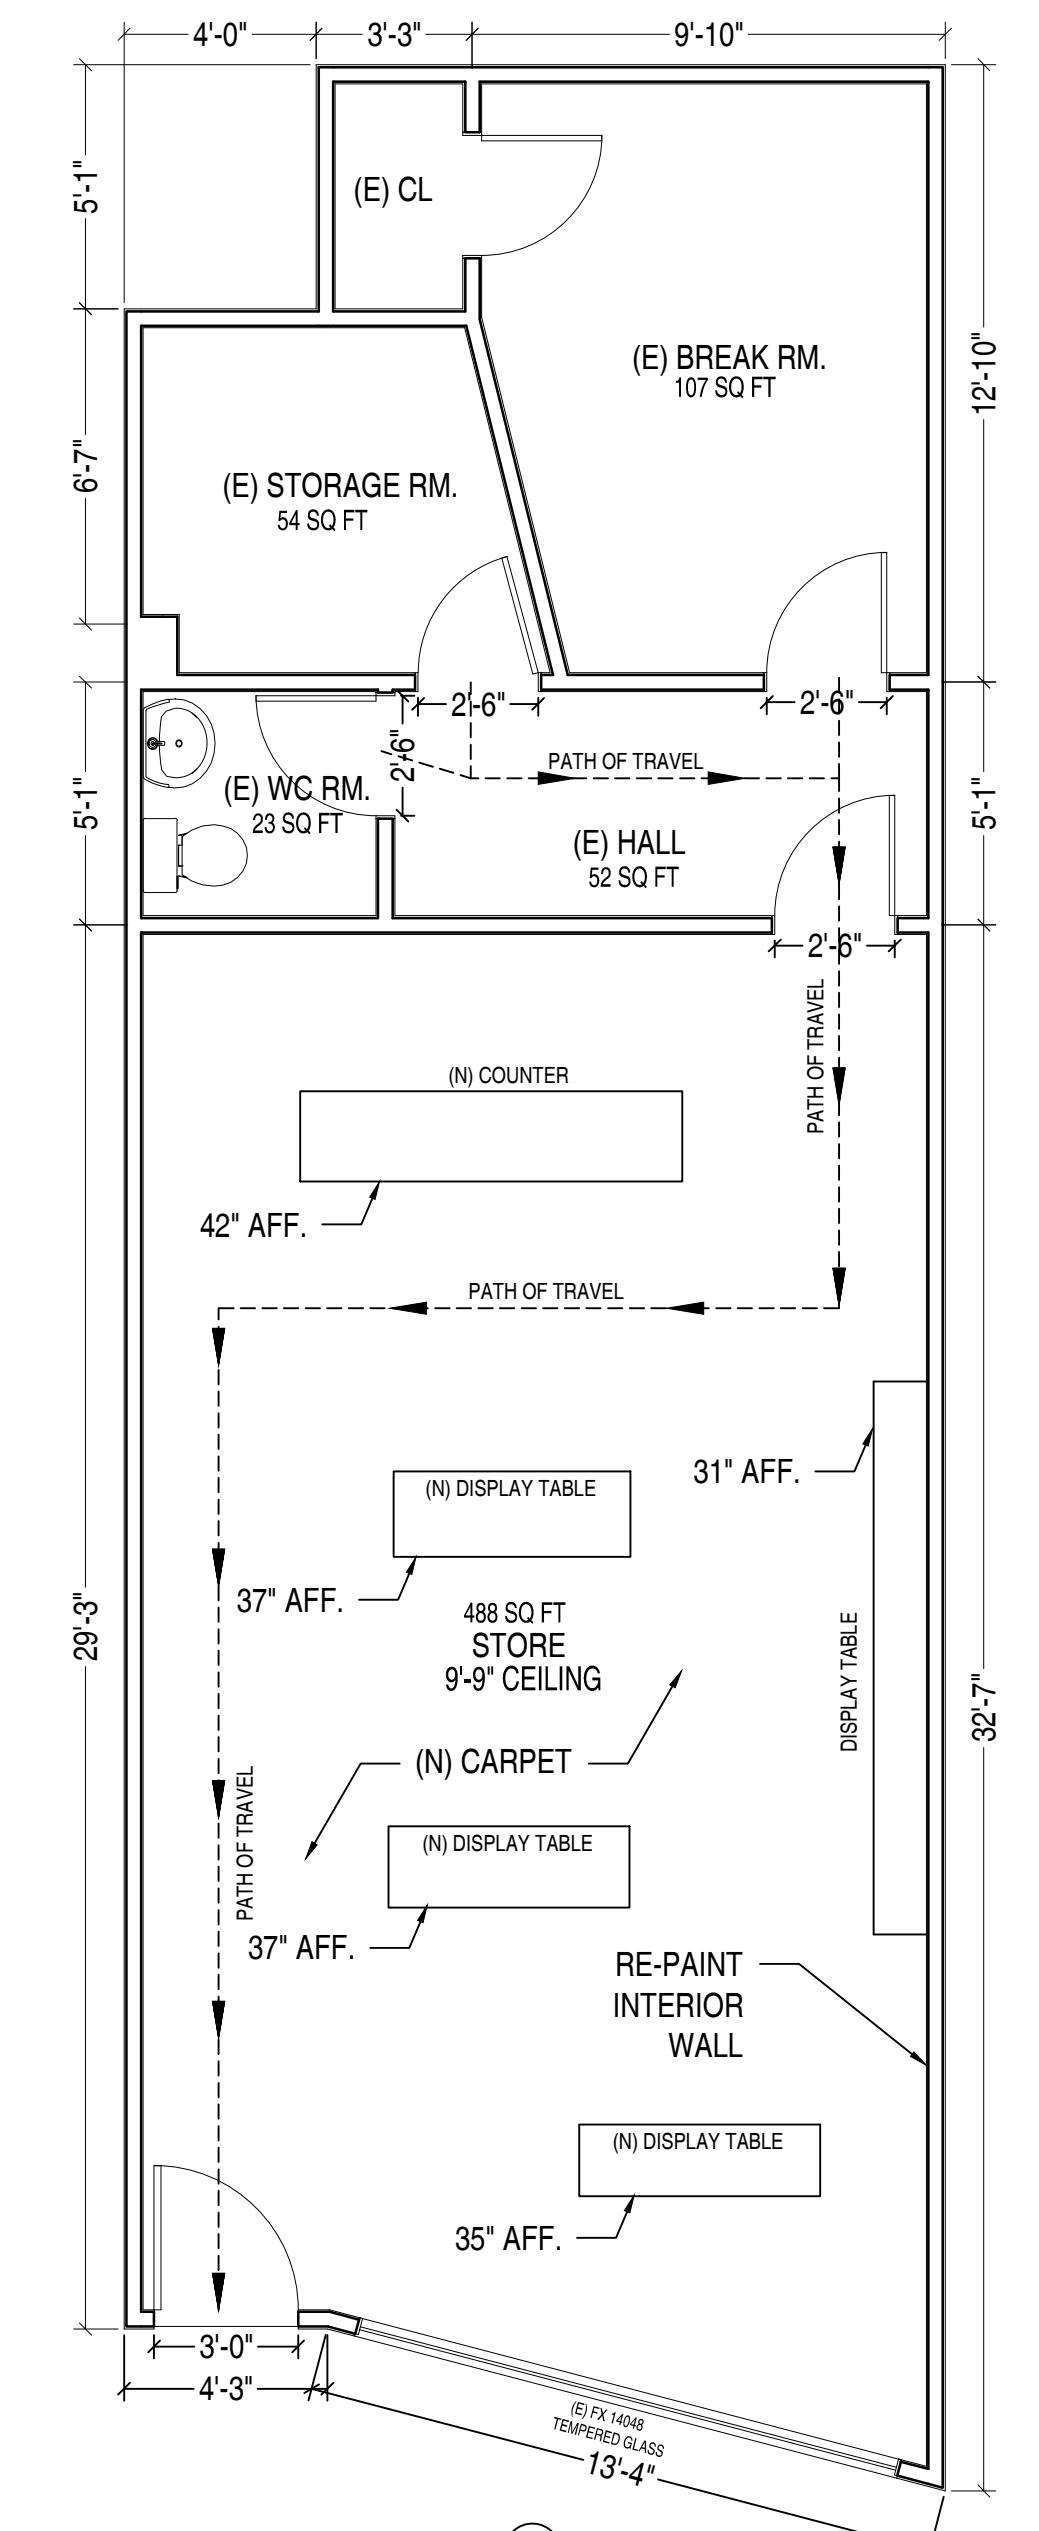 4'-0"
3'-3"
9'-10"
5'-1"
(E) CL
12'-10"
(E) BREAK RM.
107 SQ FT
6'-7"
(E) STORAGE RM.
54 SQ FT
2'-6"
2'-6"
2'-6"
PATH OF TRAVEL
(E) WC RM.
23 SQ FT
5'-1"
(E) HALL
52 SQ FT
5'-1"
2'-6"
PATH OF TRAVEL
(N) COUNTER
42" AFF.
PATH OF TRAVEL
31" AFF.
(N) DISPLAY TABLE
37" AFF.
488 SQ FT
STORE
9'-9" CEILING
29'-3"
DISPLAY TABLE
32'-7"
(N) CARPET
PATH OF TRAVEL
(N) DISPLAY TABLE
37" AFF.
RE-PAINT
INTERIOR
WALL
(N) DISPLAY TABLE
35" AFF.
3'-0"
4'-3"
(E) FX 14048
TEMPERED GLASS
13'-4"